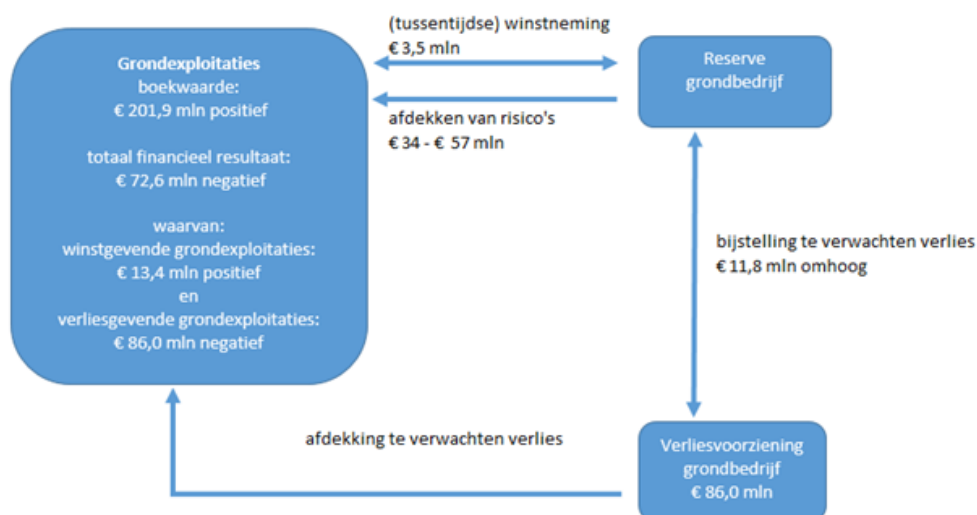 Grondexploitaties
boekwaarde:
€ 201,9 mln positief
totaal financieel resultaat:
€ 72,6 mln negatief
waarvan:
winstgevende grondexploitaties:
€ 13,4 mln positief
en
verliesgevende grondexploitaties:
€ 86,0 mln negatief
(tussentijdse) winstneming
€ 3,5 mln
afdekken van risico's
€ 34 - € 57 mln
Reserve
grondbedrijf
bijstelling te verwachten verlies
€ 11,8 mln omhoog
afdekking te verwachten verlies
Verliesvoorziening
grondbedrijf
€ 86,0 mln